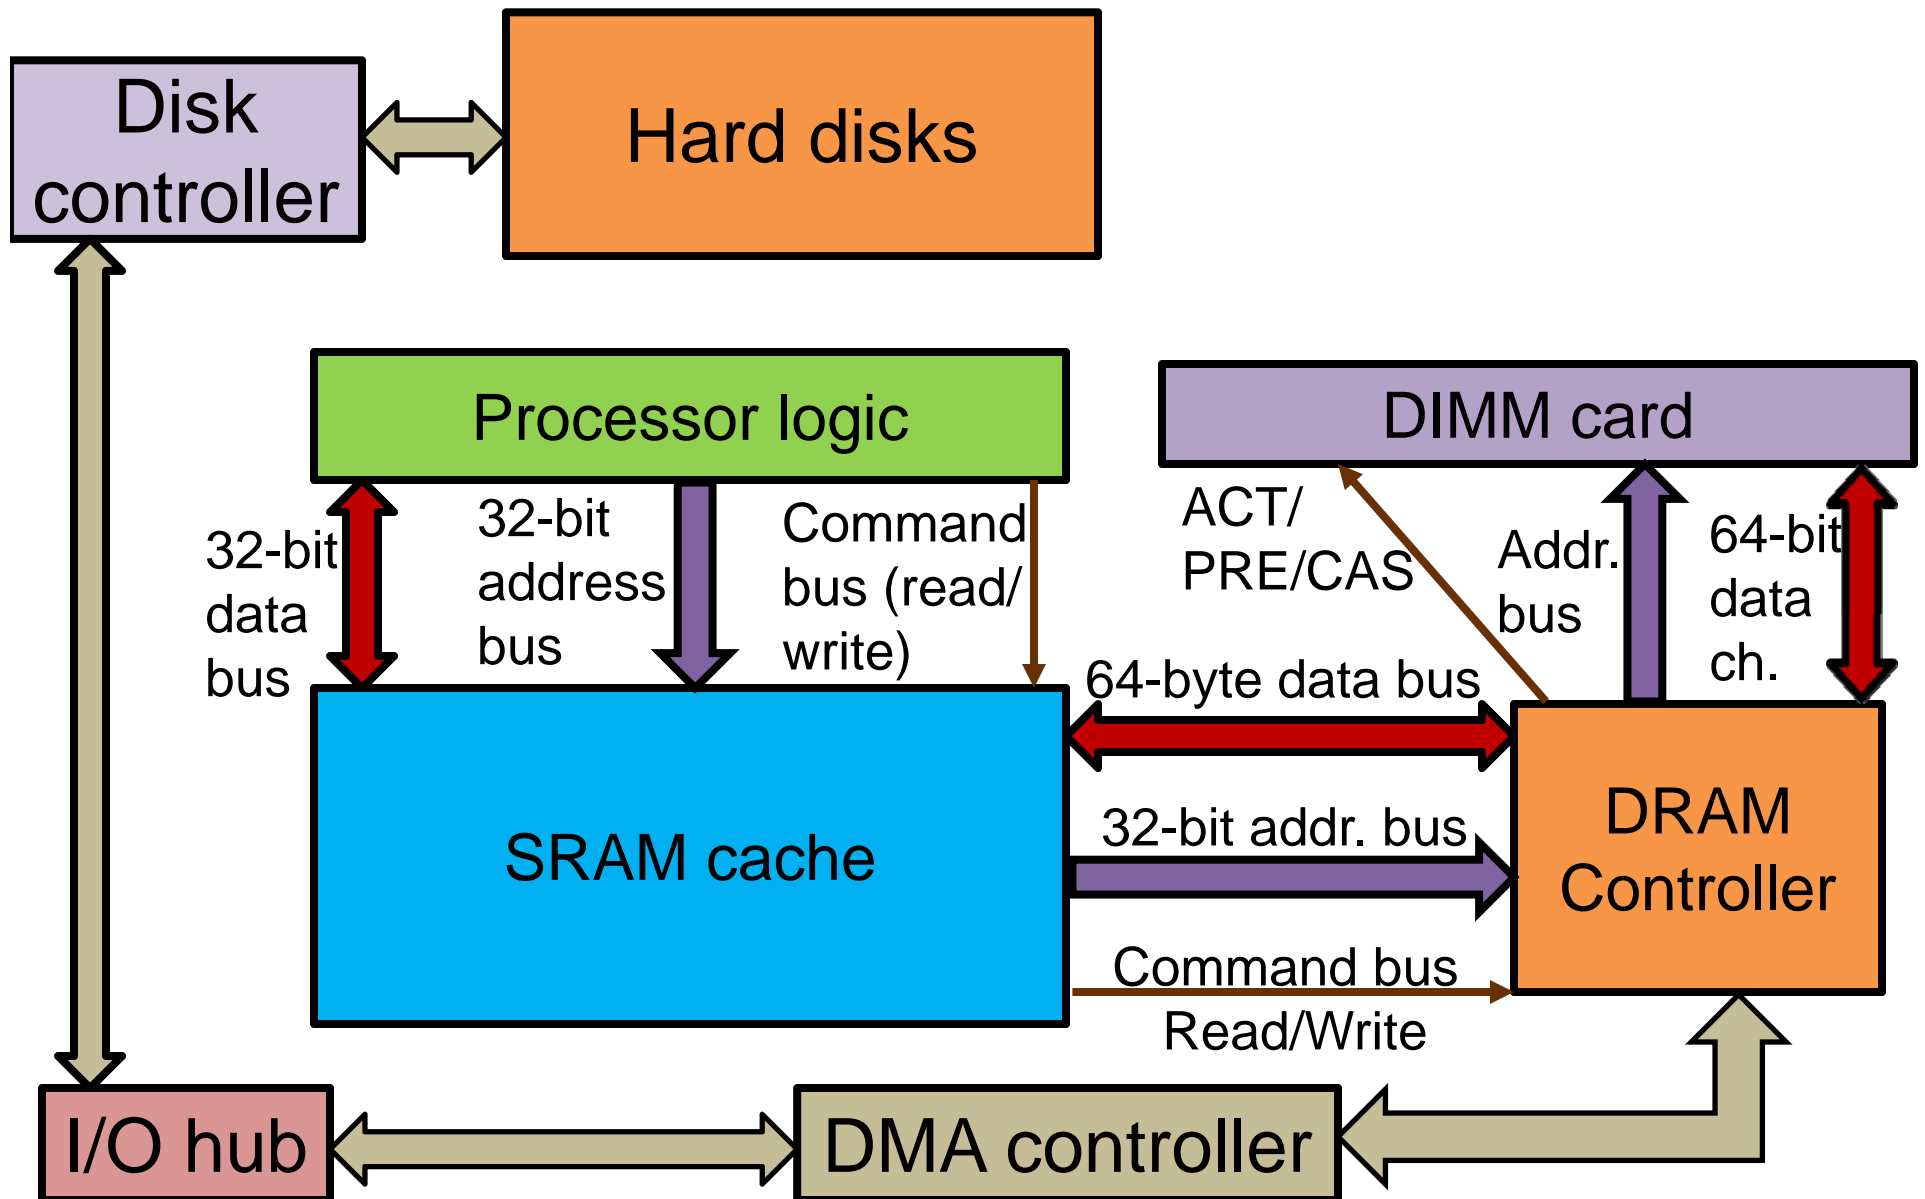 Disk
controller
Hard disks
Processor logic
DIMM card
32-bit
data
bus
32-bit
address
bus
Command
bus (read/
write)
ACT/
PRE/CAS
Addr.
bus
64-bit
data
ch.
64-byte data bus
SRAM cache
32-bit addr. bus
DRAM
Controller
Command bus
Read/Write
I/O hub
DMA controller